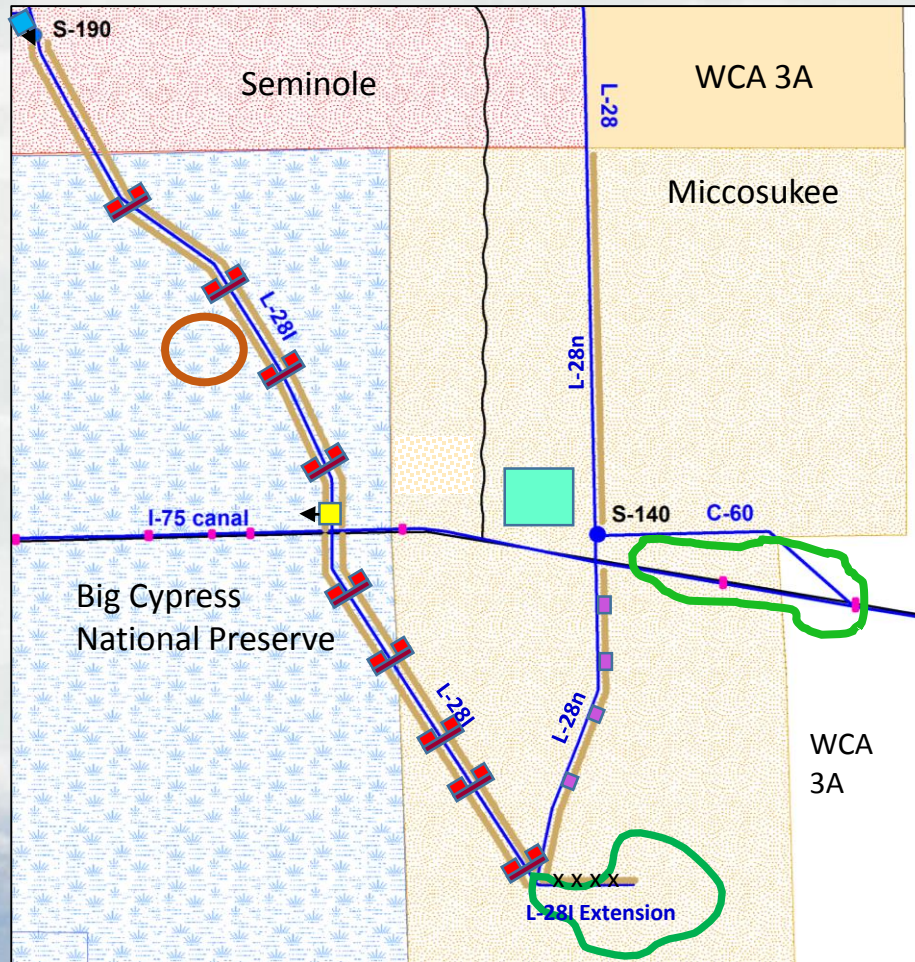 S-190
Seminole
L-28
WCA 3A
Miccosukee
L-28I
L-28n
I-75 canal
S-140
C-60
Big Cypress
National Preserve
L-28I
L-28n
WCA
3A
x x x x
L-28I Extension